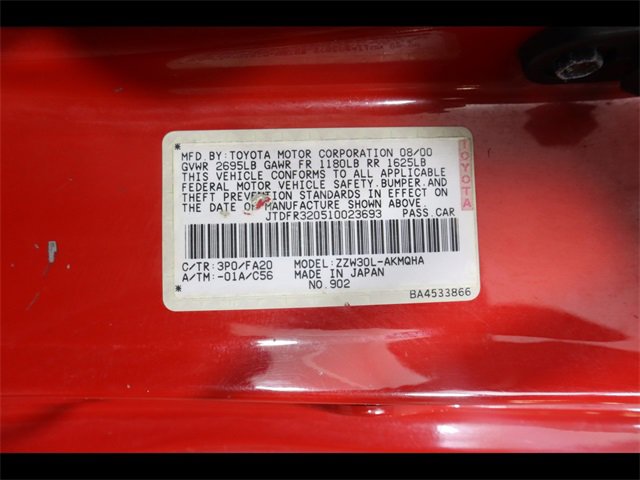 MFD.BY:TOYOTA MOTOR CORPORATION 08/00
GVWR 2695LB GAWR FR 1180LB RR 1625LB
THIS VEHICLE CONFORMS TO ALL APPLICABLE
FEDERAL MOTOR VEHICLE SAFETY,BUMPER,AND
THEFT PREVENTION STANDARDS IN EFFECT ON
THE DATE OF MANUFACTURE SHOWN ABOVE.
JTDFR320510023693 PASS.CAR
C/TR:3P0/FA20 MODEL:ZZW30L-AKMQHA
A/TM:-01A/C56 MADE IN JAPAN
NO.902
BA4533866
TOYOTA